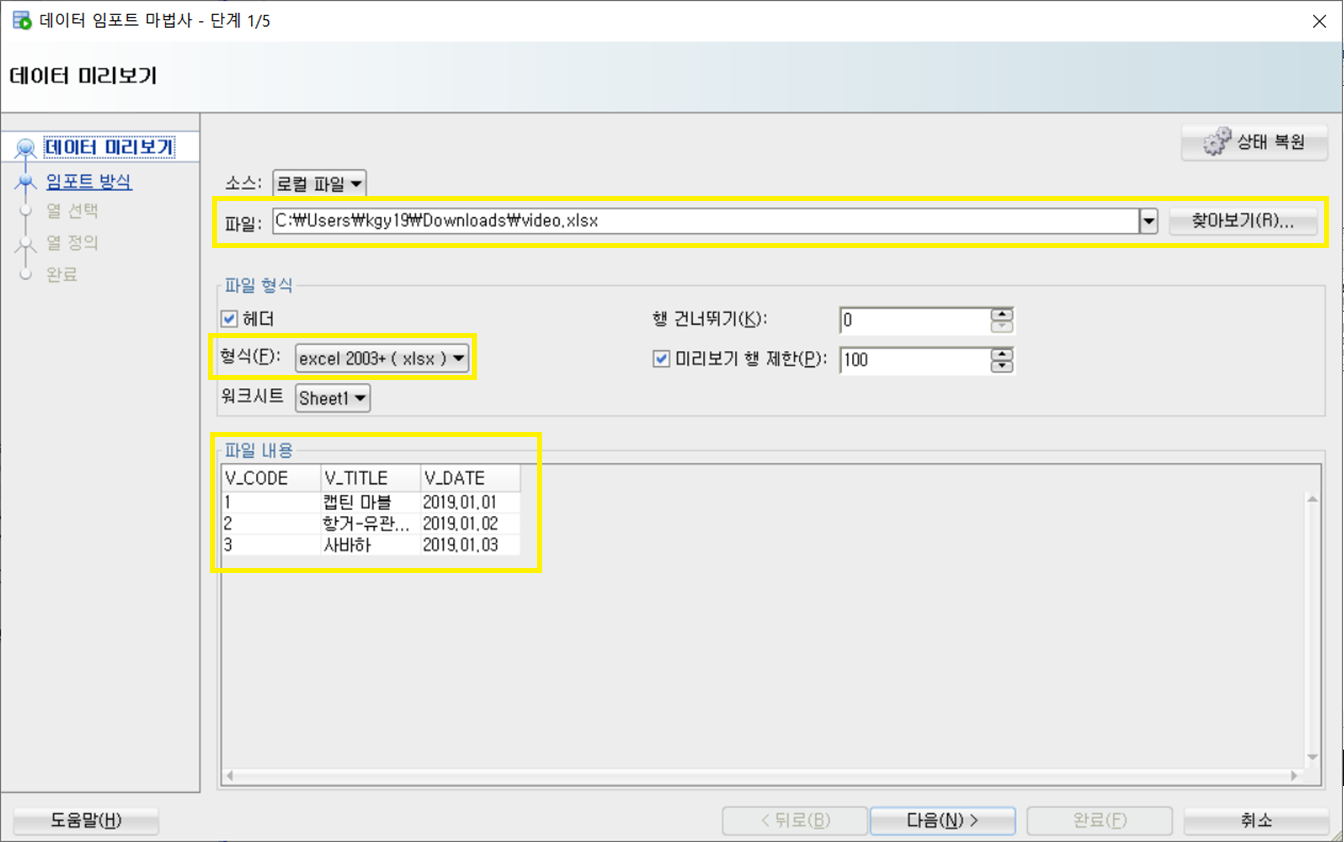 데이터 임포트 마법사 - 단계 1/5
데이터 미리보기
데이터 미리보기
임포트 방식
열 선택
열 정의
완료
상태 복원
소스: 로컬 파일
파일: C:₩Users₩kgy19₩Downloads₩video.xlsx 찾아보기(R)...
파일 형식
헤더 행 건너뛰기(K): 0
형식(F): excel 2003+ ( xlsx ) 미리보기 행 제한(P): 100
워크시트 Sheet1
파일 내용
V_CODE V_TITLE V_DATE
1 캡틴 마블 2019.01.01
2 항거-유관... 2019.01.02
3 사바하 2019.01.03
도움말(H) < 뒤로(B) 다음(N) > 완료(F) 취소